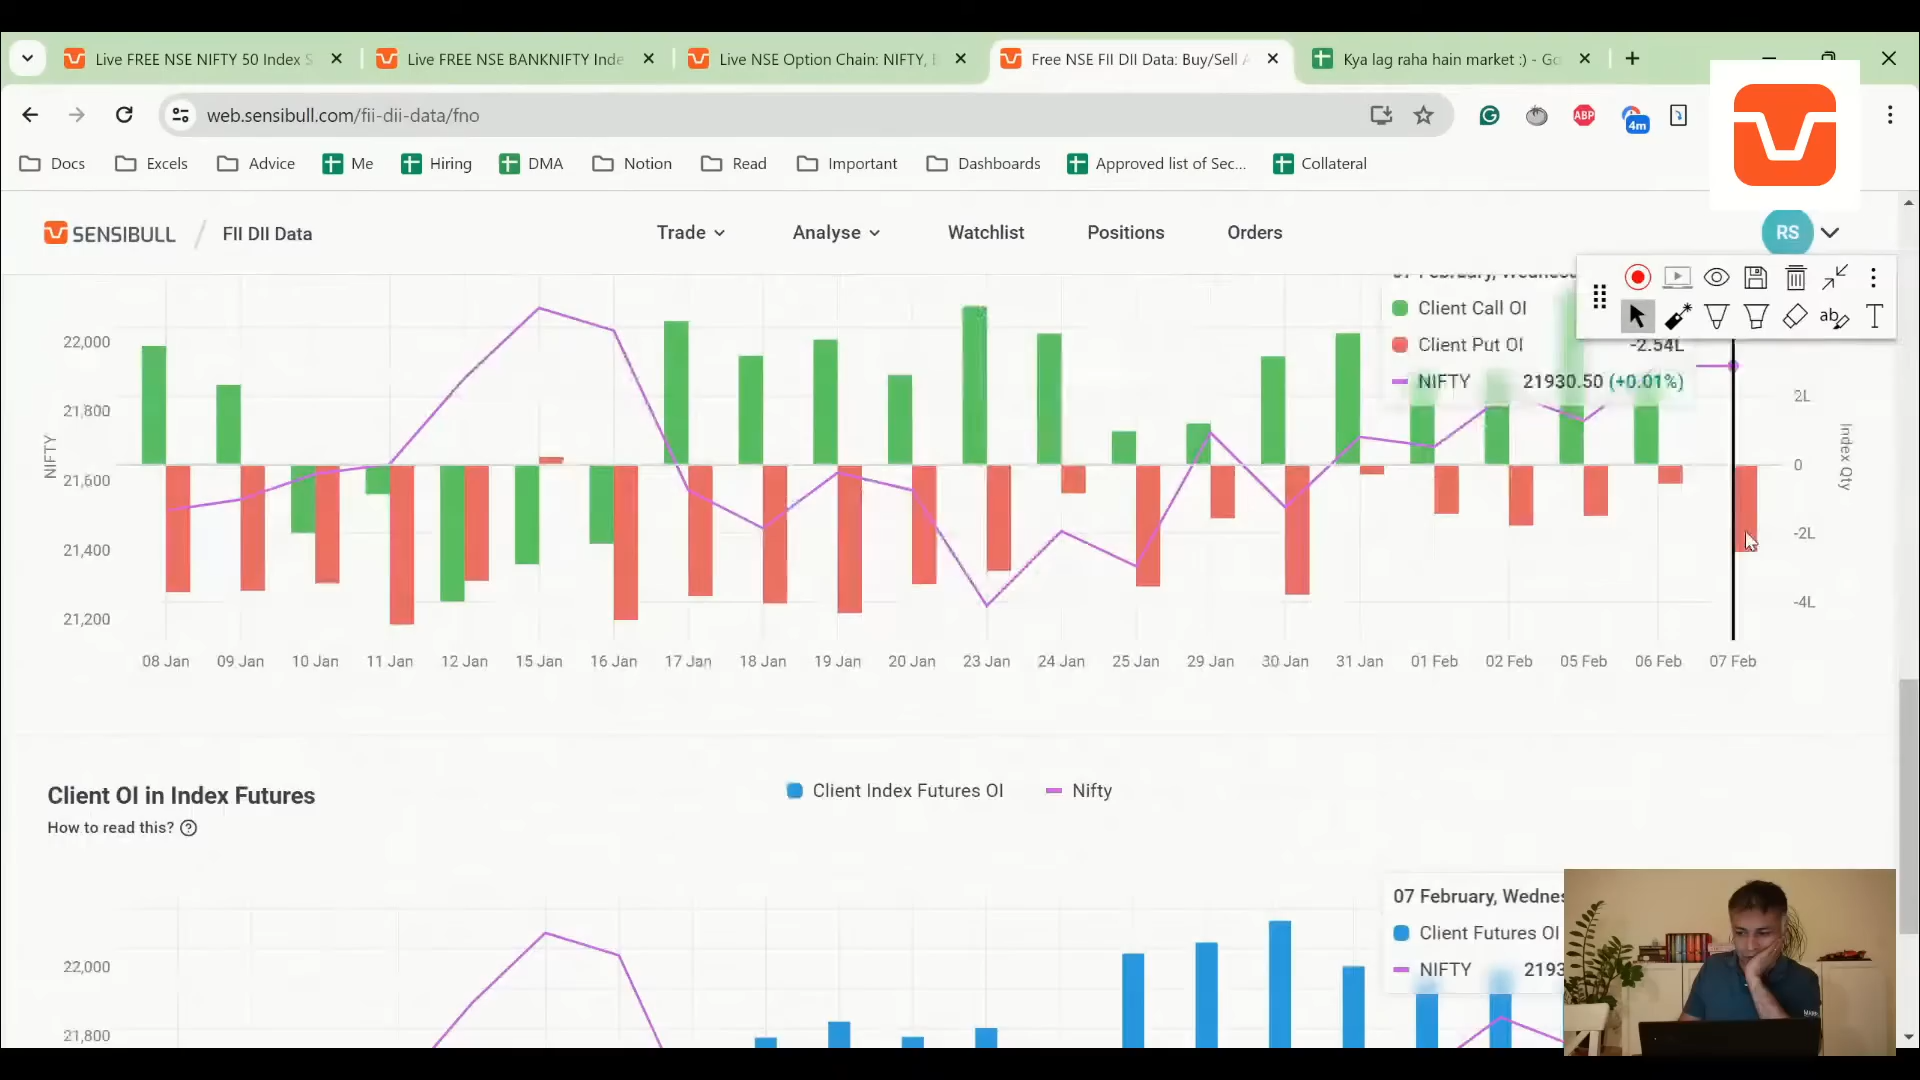 Live FREE NSE NIFTY 50 Index S
Live FREE NSE BANKNIFTY Inde
Live NSE Option Chain: NIFTY,
Free NSE FII DII Data: Buy/Sell
Kya lag raha hain market :) - Go
web.sensibull.com/fii-dii-data/fno
ABP
4m
Docs
Excels
Advice
Me
Hiring
DMA
Notion
Read
Important
Dashboards
Approved list of Sec...
Collateral
SENSIBULL / FII DII Data
Trade
Analyse
Watchlist
Positions
Orders
RS
ab
T
Client Call OI
Client Put OI -2.54L
NIFTY 21930.50 (+0.01%)
22,000
21,800
21,600
21,400
21,200
NIFTY
2L
0
-2L
-4L
Index Qty
08 Jan 09 Jan 10 Jan 11 Jan 12 Jan 15 Jan 16 Jan 17 Jan 18 Jan 19 Jan 20 Jan 23 Jan 24 Jan 25 Jan 29 Jan 30 Jan 31 Jan 01 Feb 02 Feb 05 Feb 06 Feb 07 Feb
Client OI in Index Futures
How to read this?
Client Index Futures OI
Nifty
07 February, Wednes
Client Futures OI
NIFTY 2193
22,000
21,800